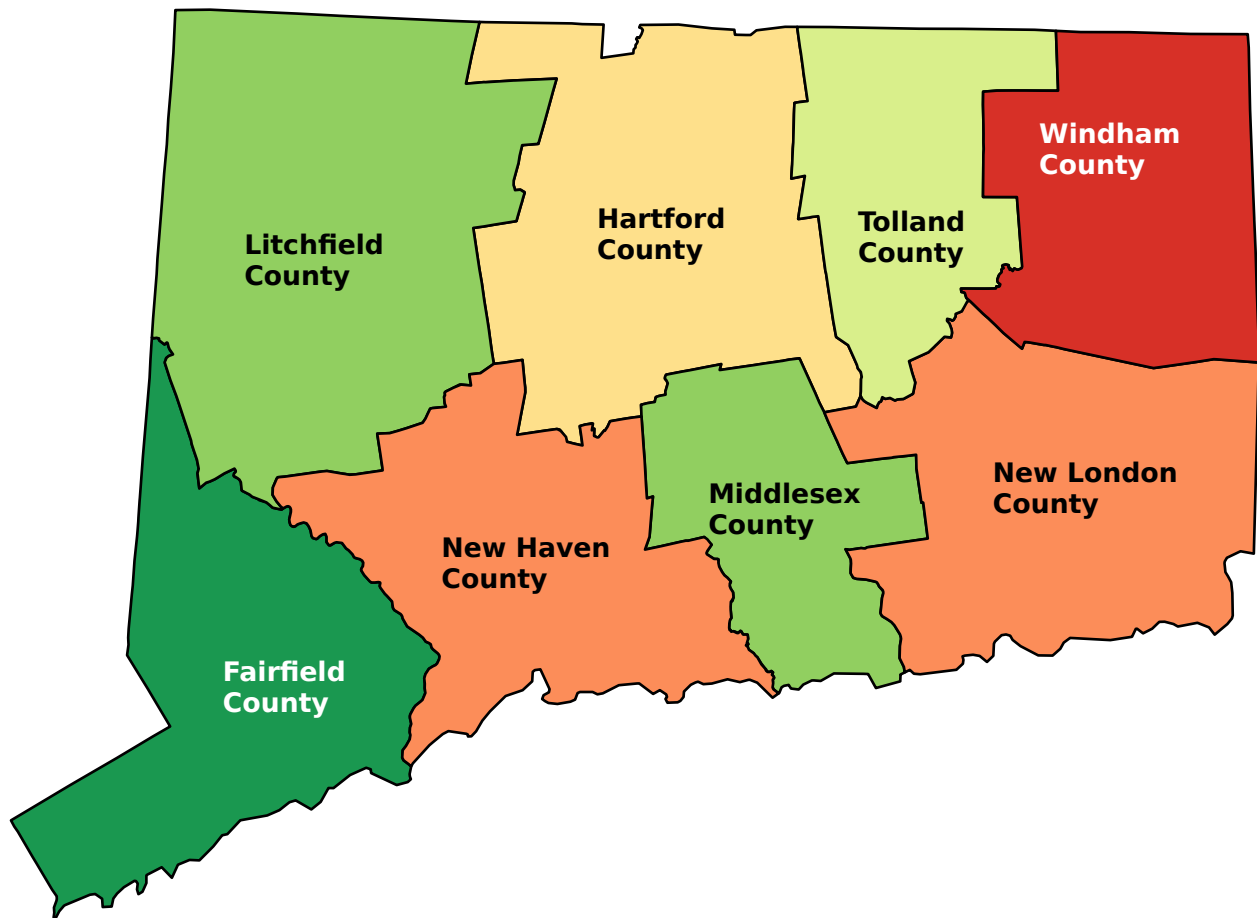 Windham
County
Hartford
County
Tolland
County
Litchfield
County
New London
County
Middlesex
County
New Haven
County
Fairfield
County